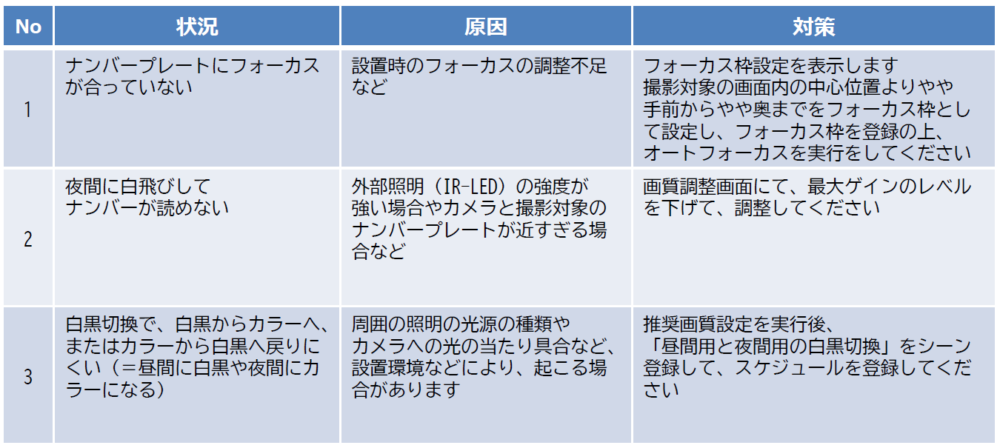 No 状況 原因 対策
1
ナンバープレートにフォーカス
が合っていない
設置時のフォーカスの調整不足
など
フォーカス枠設定を表示します
撮影対象の画面内の中心位置よりやや
手前からやや奥までをフォーカス枠とし
て設定し、フォーカス枠を登録の上、
オートフォーカスを実行をしてください
2
夜間に白飛びして
ナンバーが読めない
外部照明（IR-LED）の強度が
強い場合やカメラと撮影対象の
ナンバープレートが近すぎる場
合など
画質調整画面にて、最大ゲインのレベル
を下げて、調整してください
3
白黒切換で、白黒からカラーへ、
またはカラーから白黒へ戻りに
くい（＝昼間に白黒や夜間にカ
ラーになる）
周囲の照明の光源の種類や
カメラへの光の当たり具合など、
設置環境などにより、起こる場
合があります
推奨画質設定を実行後、
「昼間用と夜間用の白黒切換」をシーン
登録して、スケジュールを登録してくだ
さい